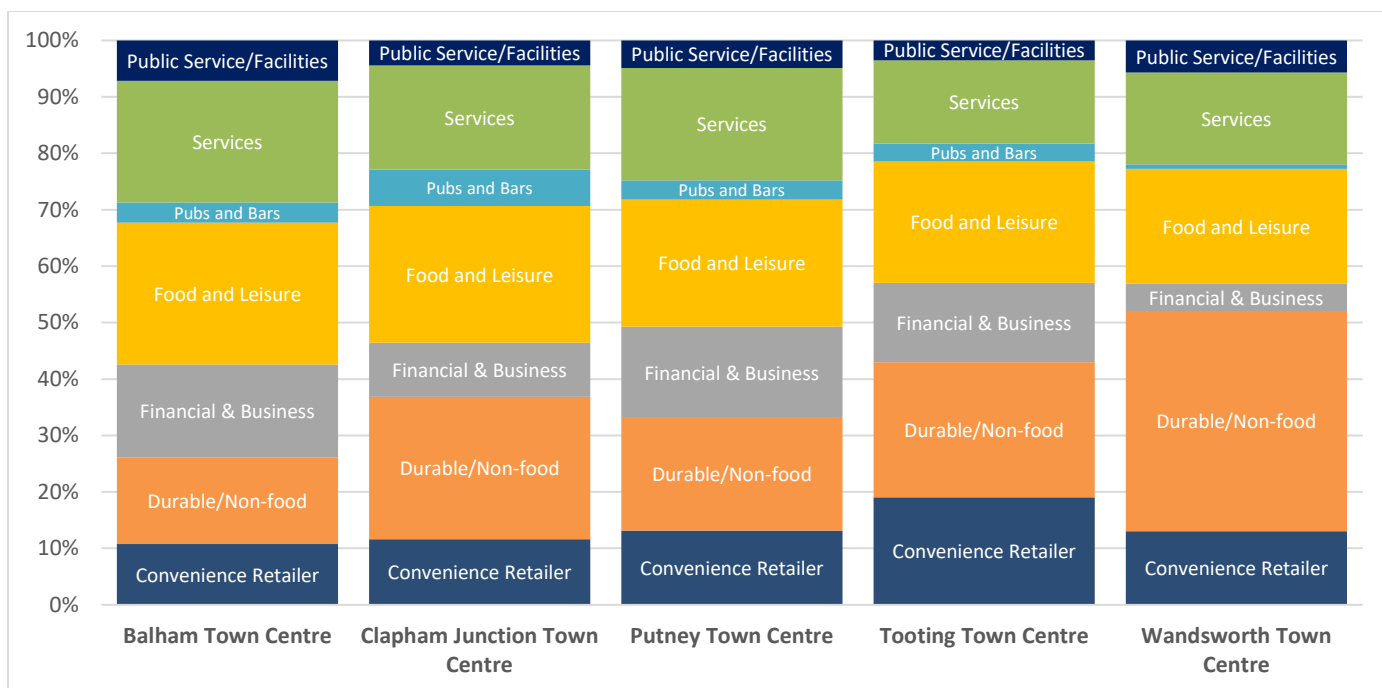 100%
90%
80%
70%
60%
50%
40%
30%
20%
10%
0%
Public Service/Facilities
Services
Pubs and Bars
Food and Leisure
Financial & Business
Durable/Non-food
Convenience Retailer
Balham Town Centre
Public Service/Facilities
Services
Pubs and Bars
Food and Leisure
Financial & Business
Durable/Non-food
Convenience Retailer
Clapham Junction Town
Centre
Public Service/Facilities
Services
Pubs and Bars
Food and Leisure
Financial & Business
Durable/Non-food
Convenience Retailer
Putney Town Centre
Public Service/Facilities
Services
Pubs and Bars
Food and Leisure
Financial & Business
Durable/Non-food
Convenience Retailer
Tooting Town Centre
Public Service/Facilities
Services
Food and Leisure
Financial & Business
Durable/Non-food
Convenience Retailer
Wandsworth Town
Centre